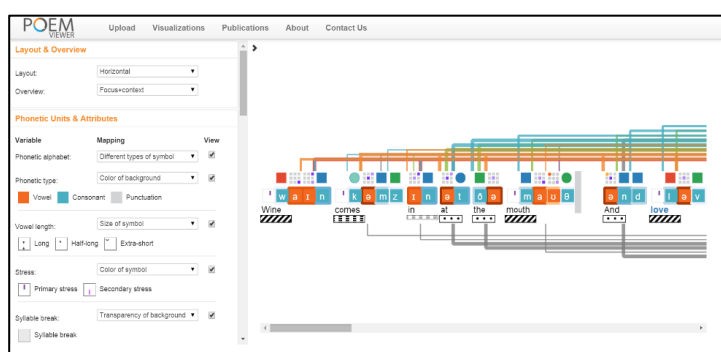 POEM VIEWER Upload Visualizations Publications About Contact Us
Layout & Overview
Layout: Horizontal
Overview: Focus+context
Phonetic Units & Attributes
Variable Mapping View
Phonetic alphabet: Different types of symbol
Phonetic type: Color of background
Vowel Consonant Punctuation
Vowel length: Size of symbol
Long Half-long Extra-short
Stress: Color of symbol
Primary stress Secondary stress
Syllable break: Transparency of background
Syllable break
w a ɪ n k ə m z ɪ n ə t ð ə m a ʊ θ ə n d l ə v
Wine comes in at the mouth And love